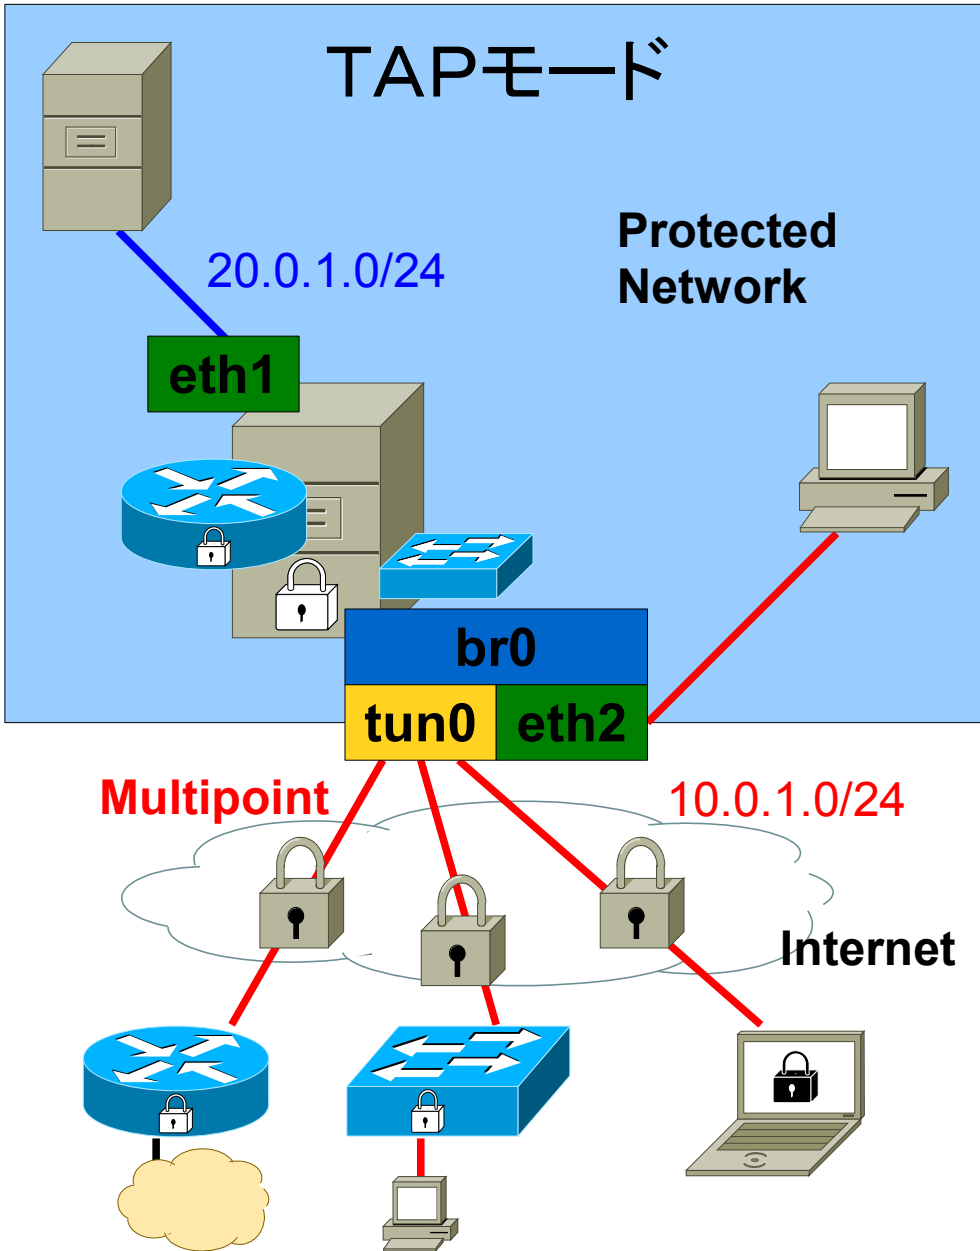 TAPモード
Protected
Network
20.0.1.0/24
eth1
br0
tun0
eth2
Multipoint
10.0.1.0/24
Internet